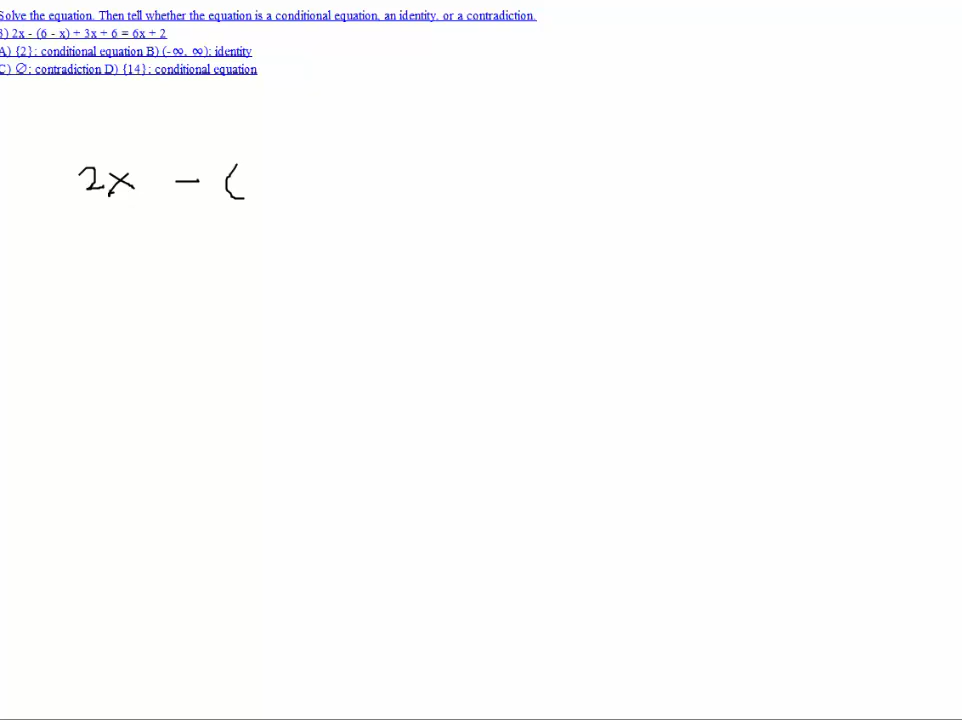 Solve the equation. Then tell whether the equation is a conditional equation, an identity, or a contradiction.
3) 2x - (6 - x) + 3x + 6 = 6x + 2
A) {2}; conditional equation B) (-∞, ∞); identity
C) ∅; contradiction D) {14}; conditional equation
2x - (